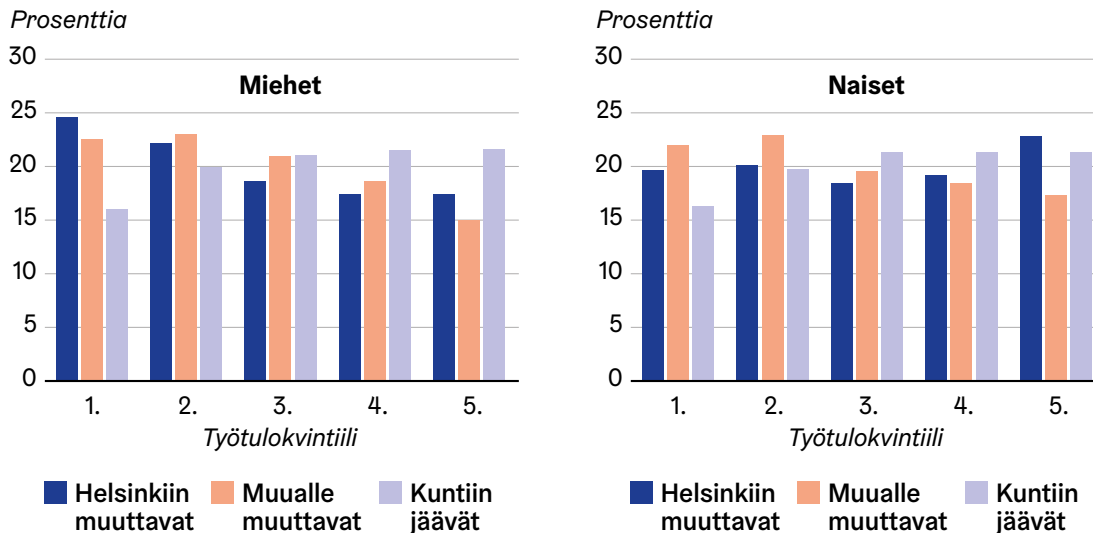 Prosenttia
30
25
20
15
10
5
0
Miehet
1. 2. 3. 4. 5.
Työtulokvintiili
Helsinkiin muuttavat
Muualle muuttavat
Kuntiin jäävät
Prosenttia
30
25
20
15
10
5
0
Naiset
1. 2. 3. 4. 5.
Työtulokvintiili
Helsinkiin muuttavat
Muualle muuttavat
Kuntiin jäävät